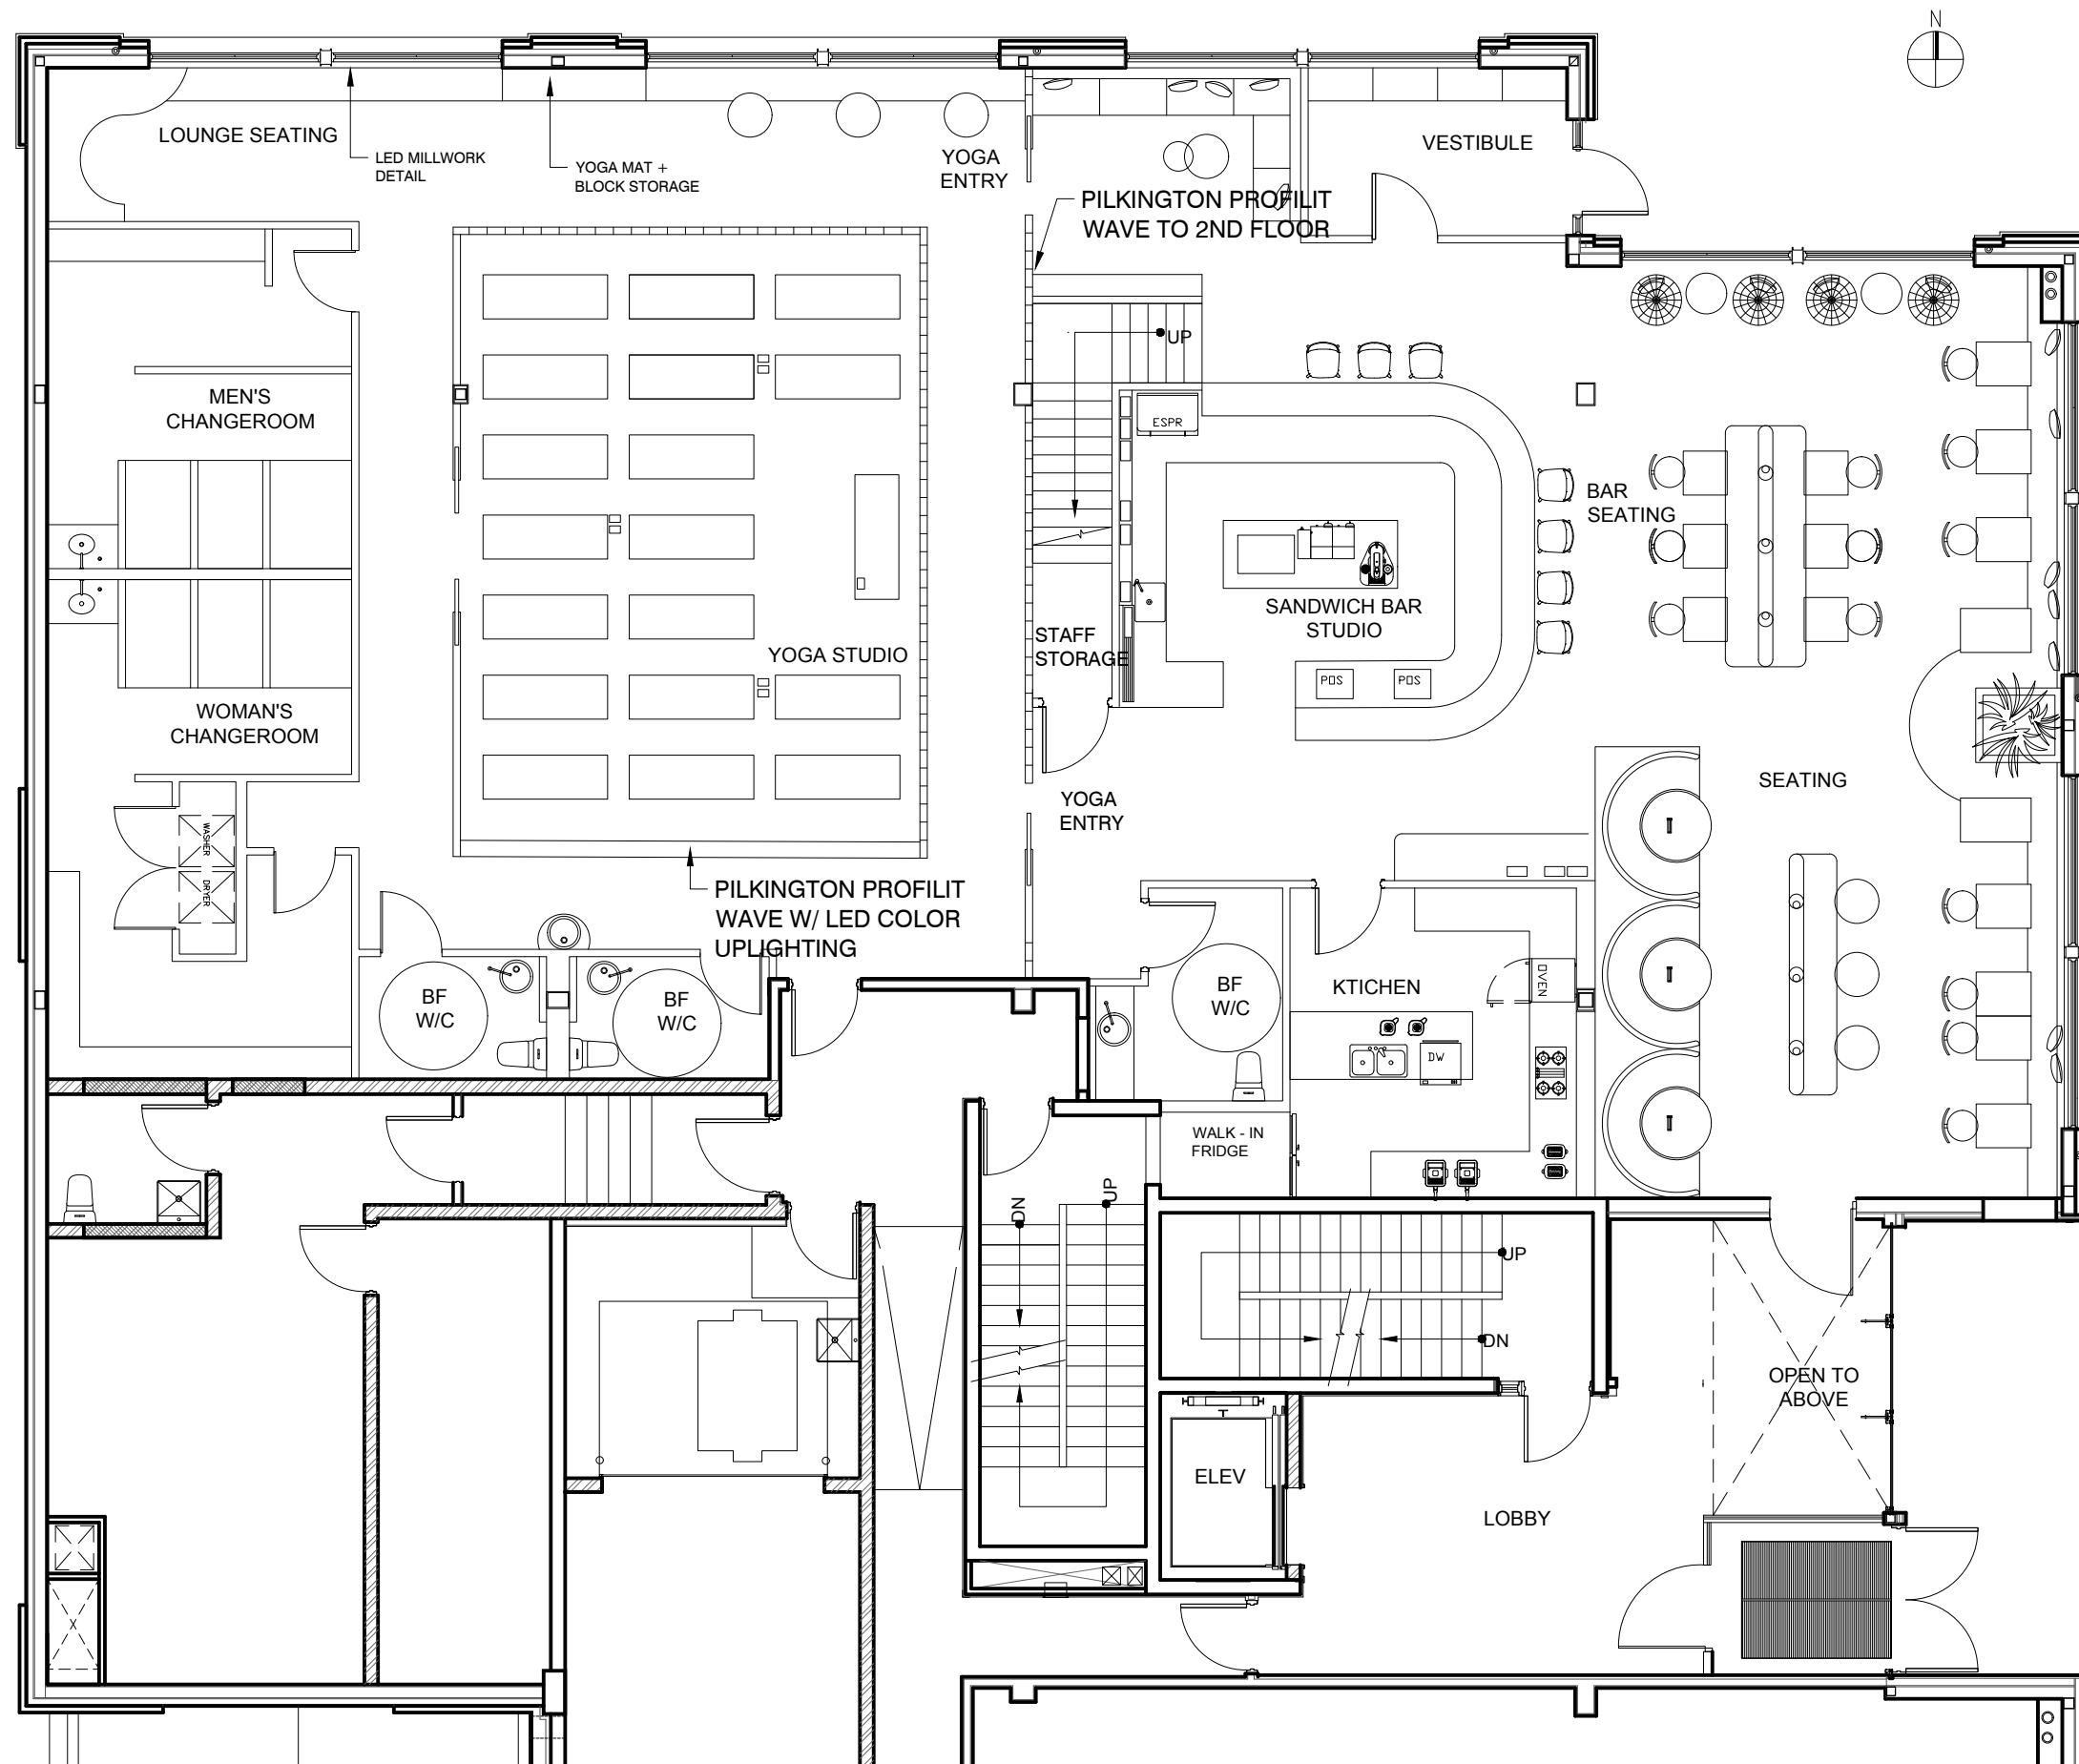 N
LOUNGE SEATING
LED MILLWORK
DETAIL
YOGA MAT +
BLOCK STORAGE
YOGA
ENTRY
VESTIBULE
PILKINGTON PROFILIT
WAVE TO 2ND FLOOR
UP
MEN'S
CHANGEROOM
ESPR
BAR
SEATING
SANDWICH BAR
STUDIO
STAFF
STORAGE
YOGA STUDIO
POS
POS
WOMAN'S
CHANGEROOM
SEATING
YOGA
ENTRY
WASHER
DRYER
PILKINGTON PROFILIT
WAVE W/ LED COLOR
UPLIGHTING
BF
W/C
BF
W/C
BF
W/C
KTICHEN
OVEN
DW
WALK - IN
FRIDGE
DN
UP
UP
DN
OPEN TO
ABOVE
ELEV
LOBBY